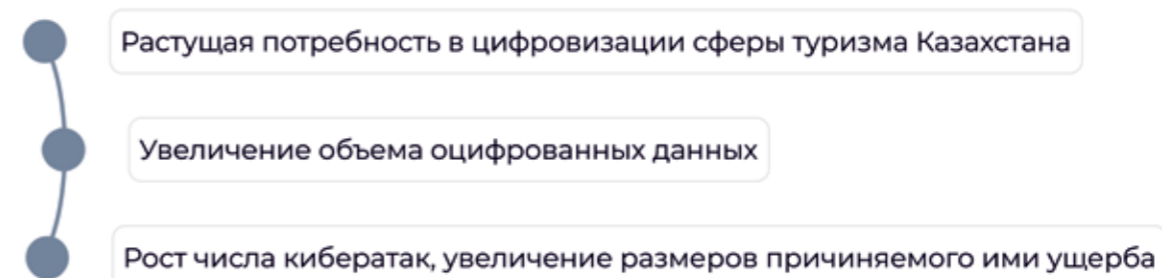 Растущая потребность в цифровизации сферы туризма Казахстана
Увеличение объема оцифрованных данных
Рост числа кибератак, увеличение размеров причиняемого ими ущерба